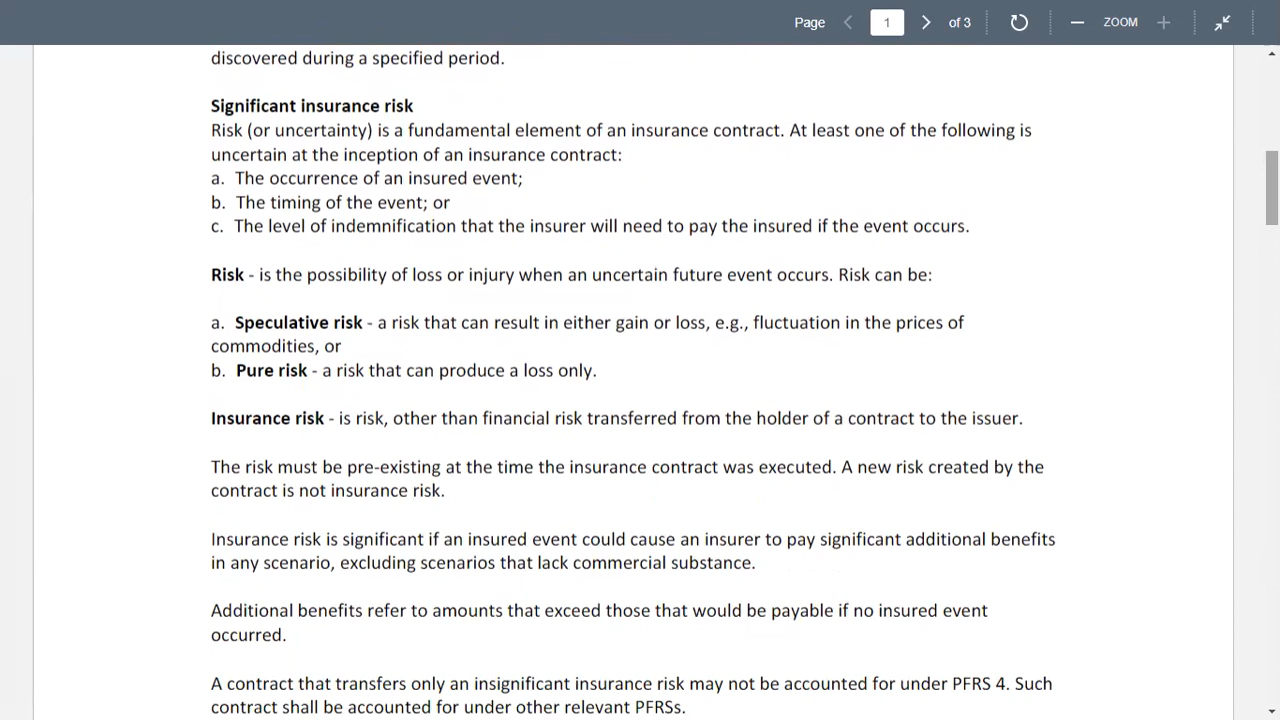 Page 1 of 3 ZOOM
discovered during a specified period.
Significant insurance risk
Risk (or uncertainty) is a fundamental element of an insurance contract. At least one of the following is
uncertain at the inception of an insurance contract:
a. The occurrence of an insured event;
b. The timing of the event; or
c. The level of indemnification that the insurer will need to pay the insured if the event occurs.
Risk - is the possibility of loss or injury when an uncertain future event occurs. Risk can be:
a. Speculative risk - a risk that can result in either gain or loss, e.g., fluctuation in the prices of
commodities, or
b. Pure risk - a risk that can produce a loss only.
Insurance risk - is risk, other than financial risk transferred from the holder of a contract to the issuer.
The risk must be pre-existing at the time the insurance contract was executed. A new risk created by the
contract is not insurance risk.
Insurance risk is significant if an insured event could cause an insurer to pay significant additional benefits
in any scenario, excluding scenarios that lack commercial substance.
Additional benefits refer to amounts that exceed those that would be payable if no insured event
occurred.
A contract that transfers only an insignificant insurance risk may not be accounted for under PFRS 4. Such
contract shall be accounted for under other relevant PFRSs.